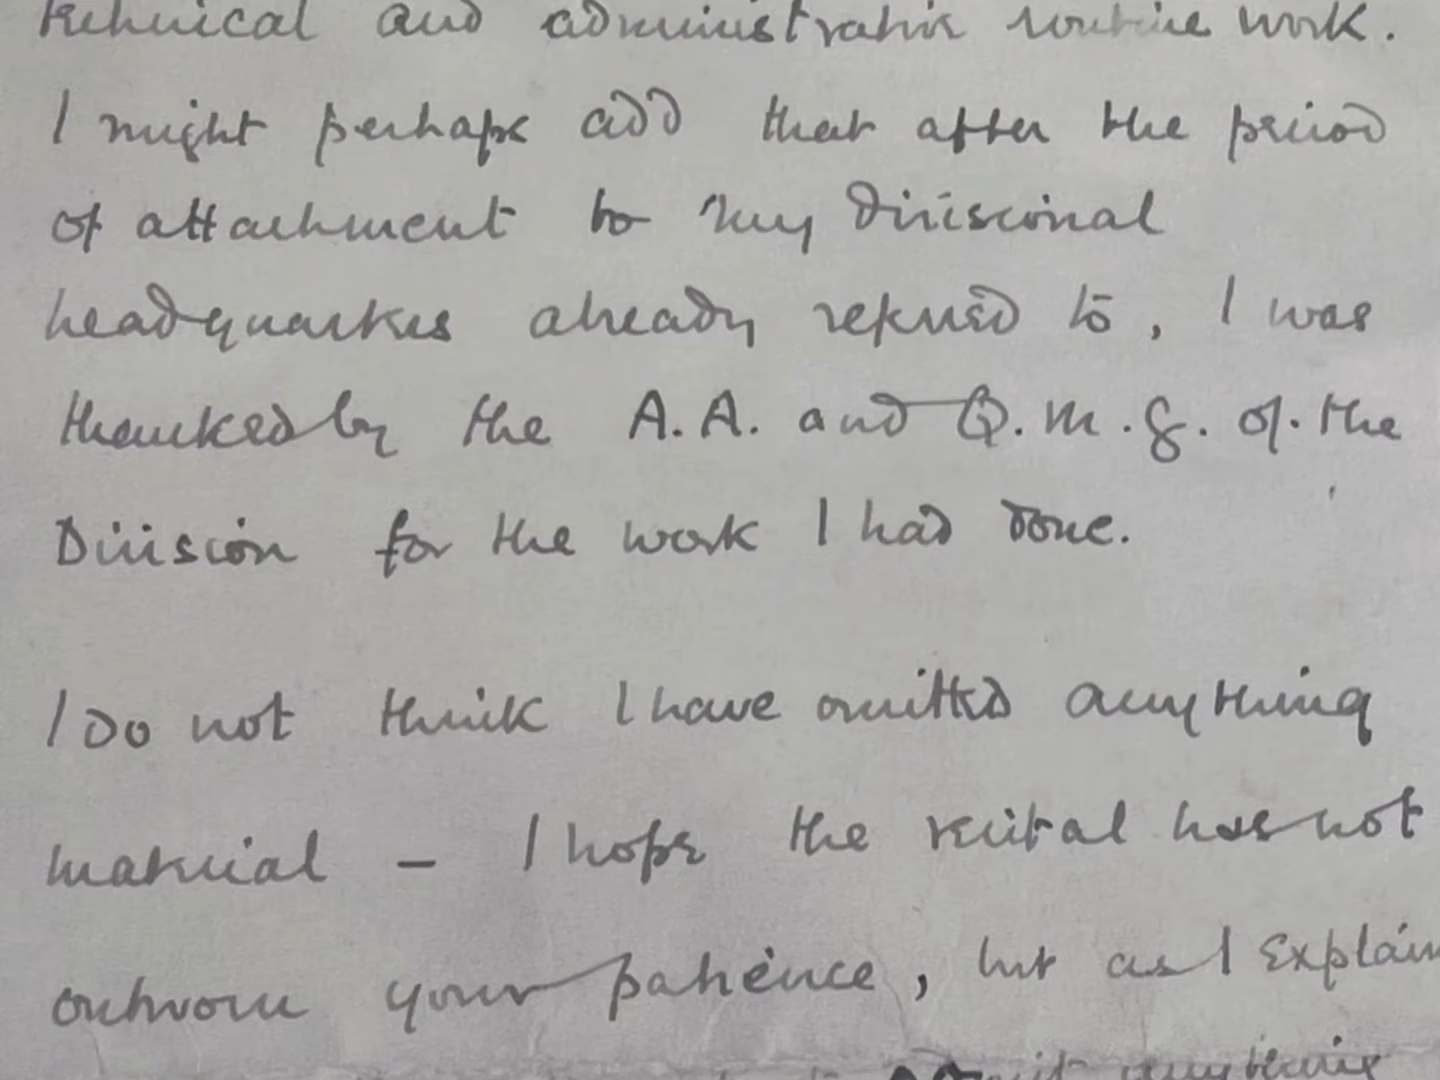 technical and administrative routine work.
I might perhaps add that after the period
of attachment to my Divisional
headquarters already referred to, I was
thanked by the A.A. and Q.M.G. of the
Division for the work I had done.
I do not think I have omitted anything
material – I hope the recital has not
outworn your patience, but as I explain
anything